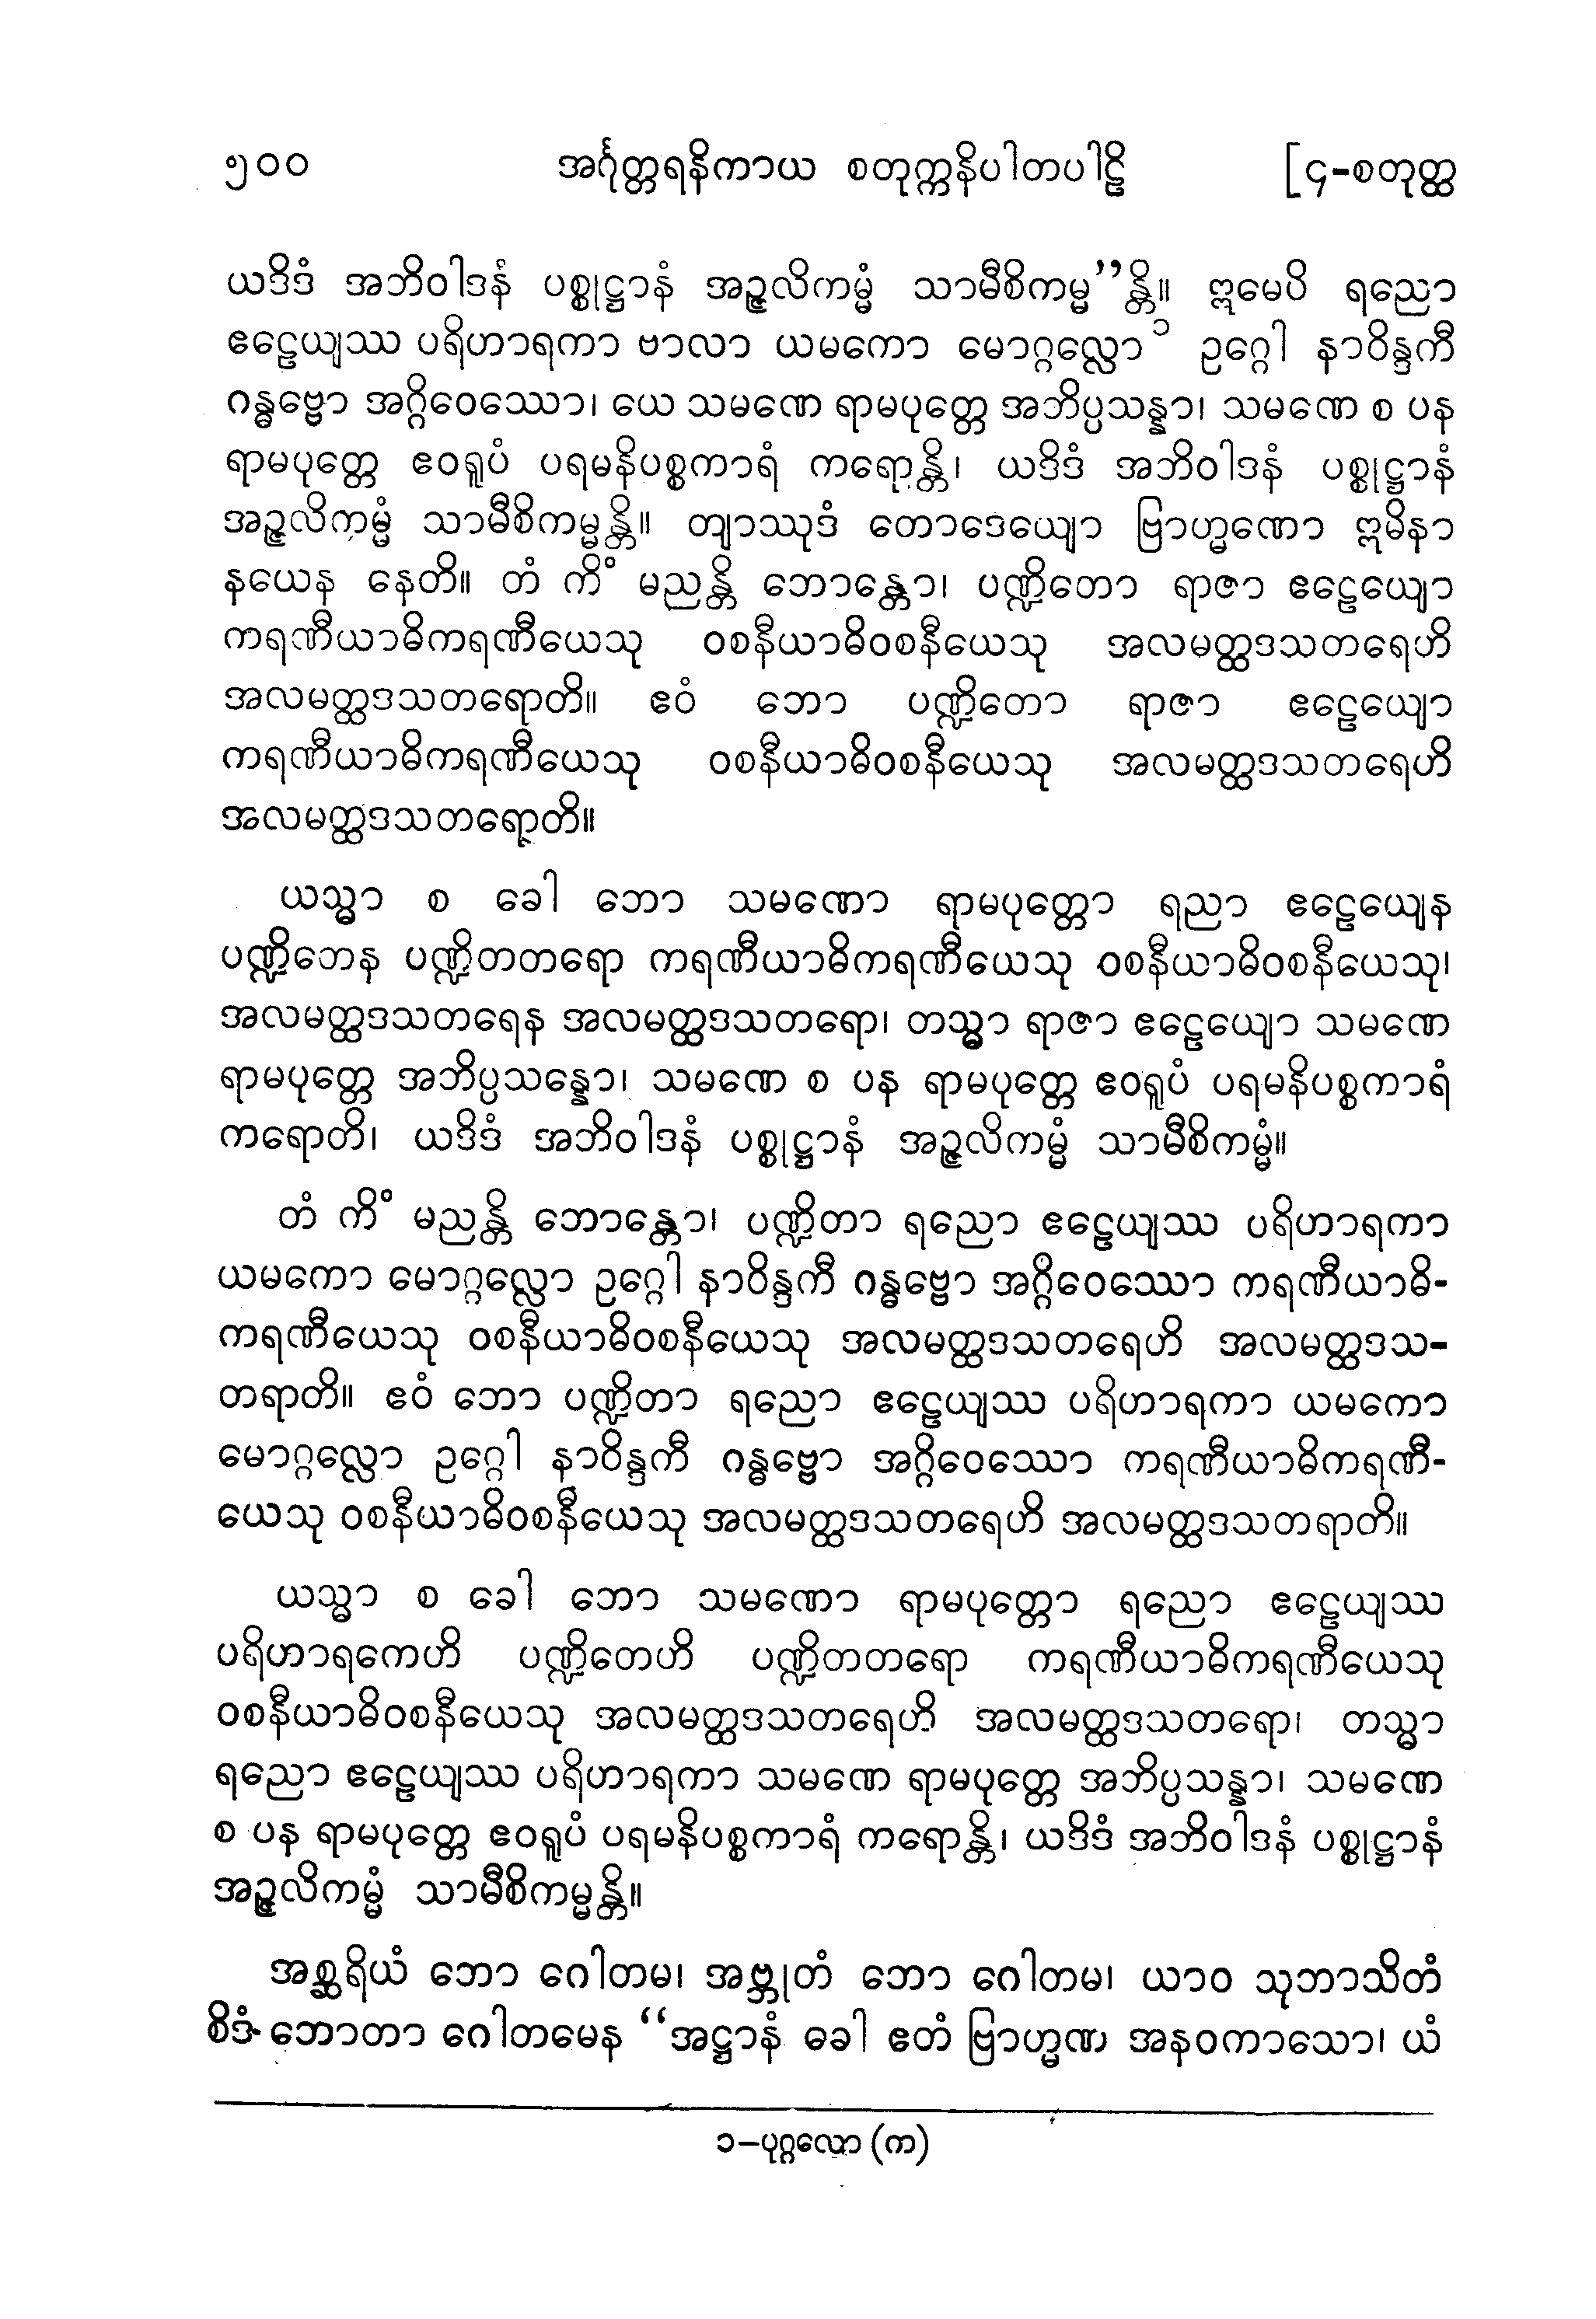 ၅၀၀ အင်္ဂုတ္တရနိကာယ စတုက္ကနိပါတပါဠိ [၄-စတုတ္ထ
ယဒိဒံ အဘိဝါဒနံ ပစ္စုဋ္ဌာနံ အဉ္ဇလိကမ္မံ သာမီစိကမ္မ”န္တိ။ ဣမေပိ ရညော
ဧဠေယျဿ ပရိဟာရကာ ဗာလာ ယမကော မောဂ္ဂလ္လော ၁ ဥဂ္ဂေါ နာဝိန္ဒကီ
ဂန္ဓဗ္ဗော အဂ္ဂိဝေဿော၊ ယေ သမဏေ ရာမပုတ္တေ အဘိပ္ပသန္နာ၊ သမဏေ စ ပန
ရာမပုတ္တေ ဧဝရူပံ ပရမနိပစ္စကာရံ ကရောန္တိ၊ ယဒိဒံ အဘိဝါဒနံ ပစ္စုဋ္ဌာနံ
အဉ္ဇလိကမ္မံ သာမီစိကမ္မန္တိ။ တျာဿုဒံ တောဒေယျော ဗြာဟ္မဏော ဣမိနာ
နယေန နေတိ။ တံ ကိံ မညန္တိ ဘောန္တော၊ ပဏ္ဍိတော ရာဇာ ဧဠေယျော
ကရဏီယာဓိကရဏီယေသု ဝစနီယာဓိဝစနီယေသု အလမတ္ထဒသတရေဟိ
အလမတ္ထဒသတရောတိ။ ဧဝံ ဘော ပဏ္ဍိတော ရာဇာ ဧဠေယျော
ကရဏီယာဓိကရဏီယေသု ဝစနီယာဓိဝစနီယေသု အလမတ္ထဒသတရေဟိ
အလမတ္ထဒသတရောတိ။
ယသ္မာ စ ခေါ ဘော သမဏော ရာမပုတ္တော ရညာ ဧဠေယျေန
ပဏ္ဍိတေန ပဏ္ဍိတတရော ကရဏီယာဓိကရဏီယေသု ဝစနီယာဓိဝစနီယေသု၊
အလမတ္ထဒသတရေန အလမတ္ထဒသတရော၊ တသ္မာ ရာဇာ ဧဠေယျော သမဏေ
ရာမပုတ္တေ အဘိပ္ပသန္နော၊ သမဏေ စ ပန ရာမပုတ္တေ ဧဝရူပံ ပရမနိပစ္စကာရံ
ကရောတိ၊ ယဒိဒံ အဘိဝါဒနံ ပစ္စုဋ္ဌာနံ အဉ္ဇလိကမ္မံ သာမီစိကမ္မံ။
တံ ကိံ မညန္တိ ဘောန္တော၊ ပဏ္ဍိတာ ရညော ဧဠေယျဿ ပရိဟာရကာ
ယမကော မောဂ္ဂလ္လော ဥဂ္ဂေါ နာဝိန္ဒကီ ဂန္ဓဗ္ဗော အဂ္ဂိဝေဿော ကရဏီယာဓိ-
ကရဏီယေသု ဝစနီယာဓိဝစနီယေသု အလမတ္ထဒသတရေဟိ အလမတ္ထဒသ-
တရာတိ။ ဧဝံ ဘော ပဏ္ဍိတာ ရညော ဧဠေယျဿ ပရိဟာရကာ ယမကော
မောဂ္ဂလ္လော ဥဂ္ဂေါ နာဝိန္ဒကီ ဂန္ဓဗ္ဗော အဂ္ဂိဝေဿော ကရဏီယာဓိကရဏီ-
ယေသု ဝစနီယာဓိဝစနီယေသု အလမတ္ထဒသတရေဟိ အလမတ္ထဒသတရာတိ။
ယသ္မာ စ ခေါ ဘော သမဏော ရာမပုတ္တော ရညော ဧဠေယျဿ
ပရိဟာရကေဟိ ပဏ္ဍိတေဟိ ပဏ္ဍိတတရော ကရဏီယာဓိကရဏီယေသု
ဝစနီယာဓိဝစနီယေသု အလမတ္ထဒသတရေဟိ အလမတ္ထဒသတရော၊ တသ္မာ
ရညော ဧဠေယျဿ ပရိဟာရကာ သမဏေ ရာမပုတ္တေ အဘိပ္ပသန္နာ၊ သမဏေ
စ ပန ရာမပုတ္တေ ဧဝရူပံ ပရမနိပစ္စကာရံ ကရောန္တိ၊ ယဒိဒံ အဘိဝါဒနံ ပစ္စုဋ္ဌာနံ
အဉ္ဇလိကမ္မံ သာမီစိကမ္မန္တိ။
အစ္ဆရိယံ ဘော ဂေါတမ၊ အဗ္ဘုတံ ဘော ဂေါတမ၊ ယာဝ သုဘာသိတံ
စိဒံ ဘောတာ ဂေါတမေန “အဋ္ဌာနံ ခေါ ဧတံ ဗြာဟ္မဏ အနဝကာသော၊ ယံ
၁-ပုဂ္ဂလော (က)